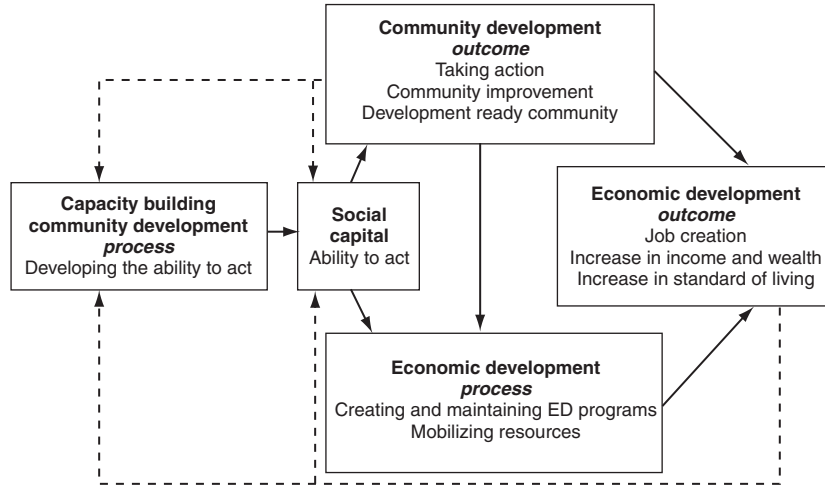 Community development
outcome
Taking action
Community improvement
Development ready community
Capacity building
community development
process
Developing the ability to act
Social
capital
Ability to act
Economic development
outcome
Job creation
Increase in income and wealth
Increase in standard of living
Economic development
process
Creating and maintaining ED programs
Mobilizing resources